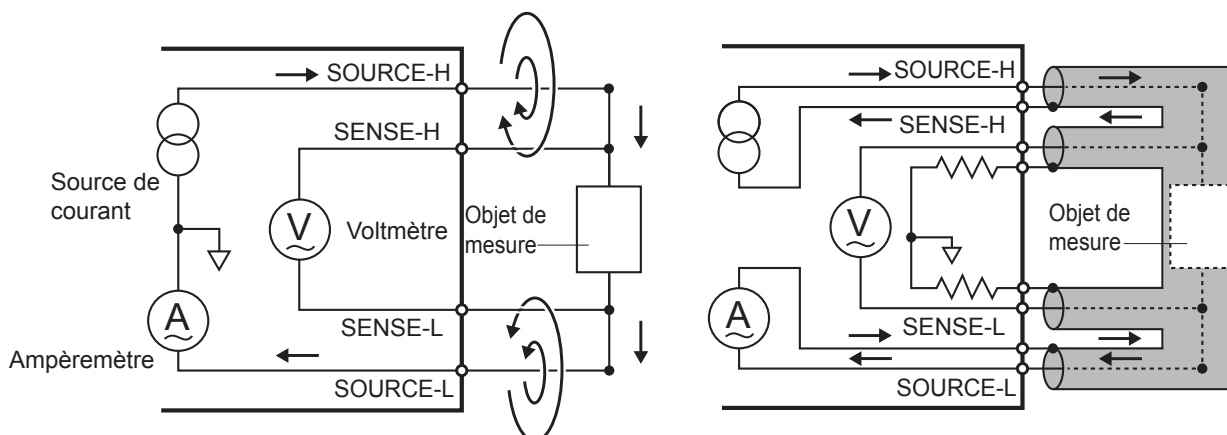 SOURCE-H
SENSE-H
Source de
courant
V
Voltmètre
Objet de
mesure
A
Ampèremètre
SENSE-L
SOURCE-L
SOURCE-H
SENSE-H
V
Objet de
mesure
A
SENSE-L
SOURCE-L